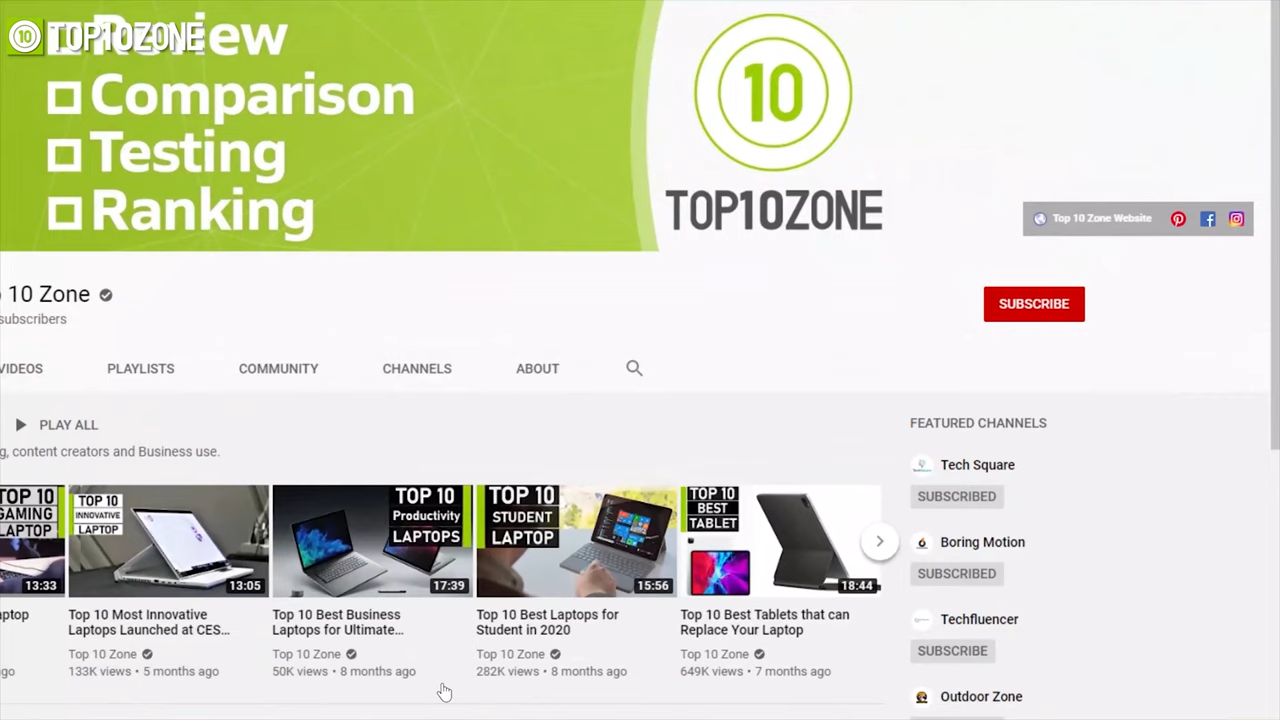 10 TOP10ZONE
Review
Comparison
Testing
Ranking
10
TOP10ZONE
Top 10 Zone Website
10 Zone
subscribers
SUBSCRIBE
VIDEOS
PLAYLISTS
COMMUNITY
CHANNELS
ABOUT
PLAY ALL
g, content creators and Business use.
TOP 10
GAMING
LAPTOP
13:33
TOP 10
INNOVATIVE
LAPTOP
13:05
Top 10 Most Innovative
Laptops Launched at CES...
Top 10 Zone
133K views • 5 months ago
TOP 10
Productivity
LAPTOPS
17:39
Top 10 Best Business
Laptops for Ultimate...
Top 10 Zone
50K views • 8 months ago
TOP 10
STUDENT
LAPTOP
15:56
Top 10 Best Laptops for
Student in 2020
Top 10 Zone
282K views • 8 months ago
TOP 10
BEST
TABLET
18:44
Top 10 Best Tablets that can
Replace Your Laptop
Top 10 Zone
649K views • 7 months ago
FEATURED CHANNELS
Tech Square
SUBSCRIBED
Boring Motion
SUBSCRIBED
Techfluencer
SUBSCRIBE
Outdoor Zone